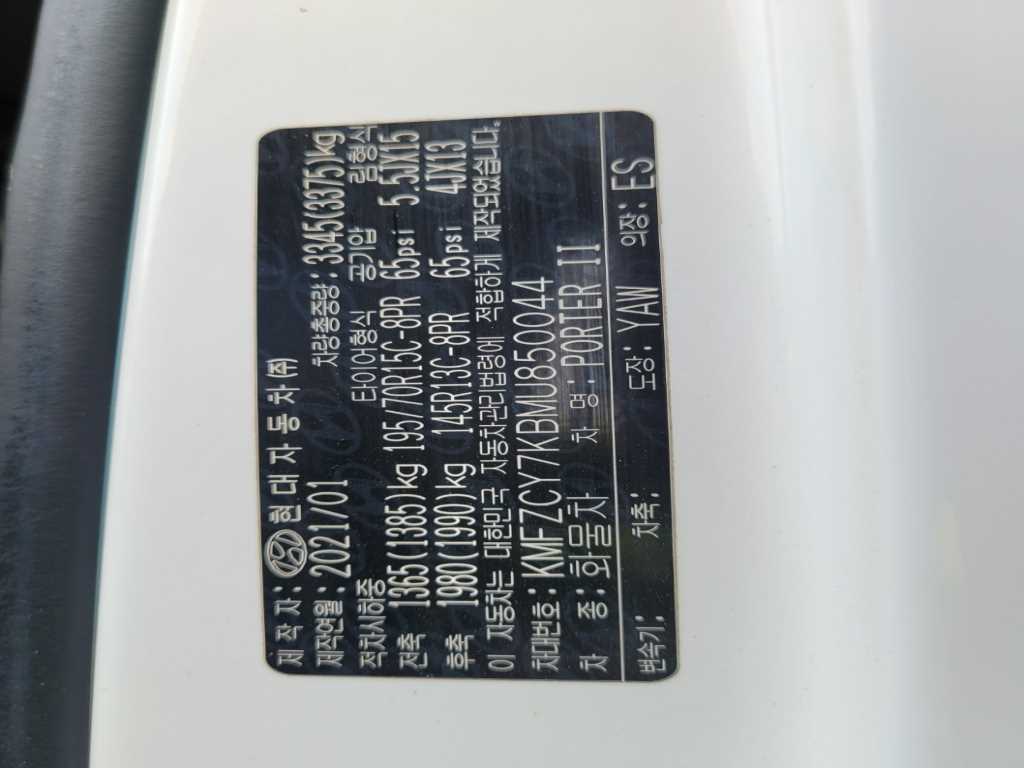 제 작 자 : 현 대 자 동 차 (주)
제작연월 : 2021/01 차량총중량 : 3345(3375)kg
적차시하중 타이어형식 공기압 림형식
전축 1365(1385)kg 195/70R15C-8PR 65psi 5.5JX15
후축 1980(1990)kg 145R13C-8PR 65psi 4JX13
이 자동차는 대한민국 자동차관리법령에 적합하게 제작되었습니다.
차대번호 : KMFZCY7KBMU850044
차 종 : 화물차 차 명 : PORTER II
변속기 : 차축 : 도장 : YAW 외장 : ES